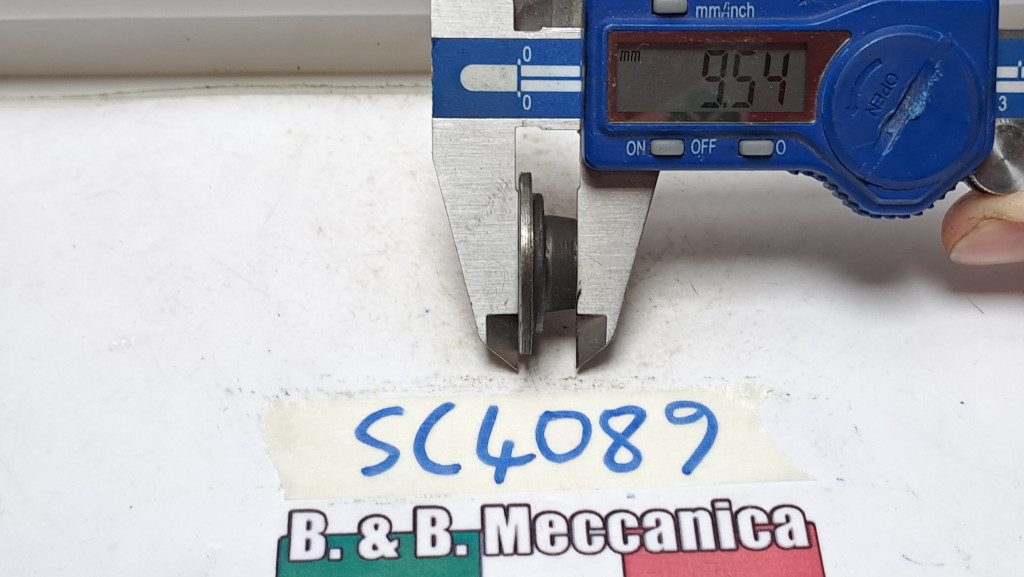 mm/inch
0
mm 9.54
OPEN
0
3
ON OFF 0
SC4089
B. & B. Meccanica